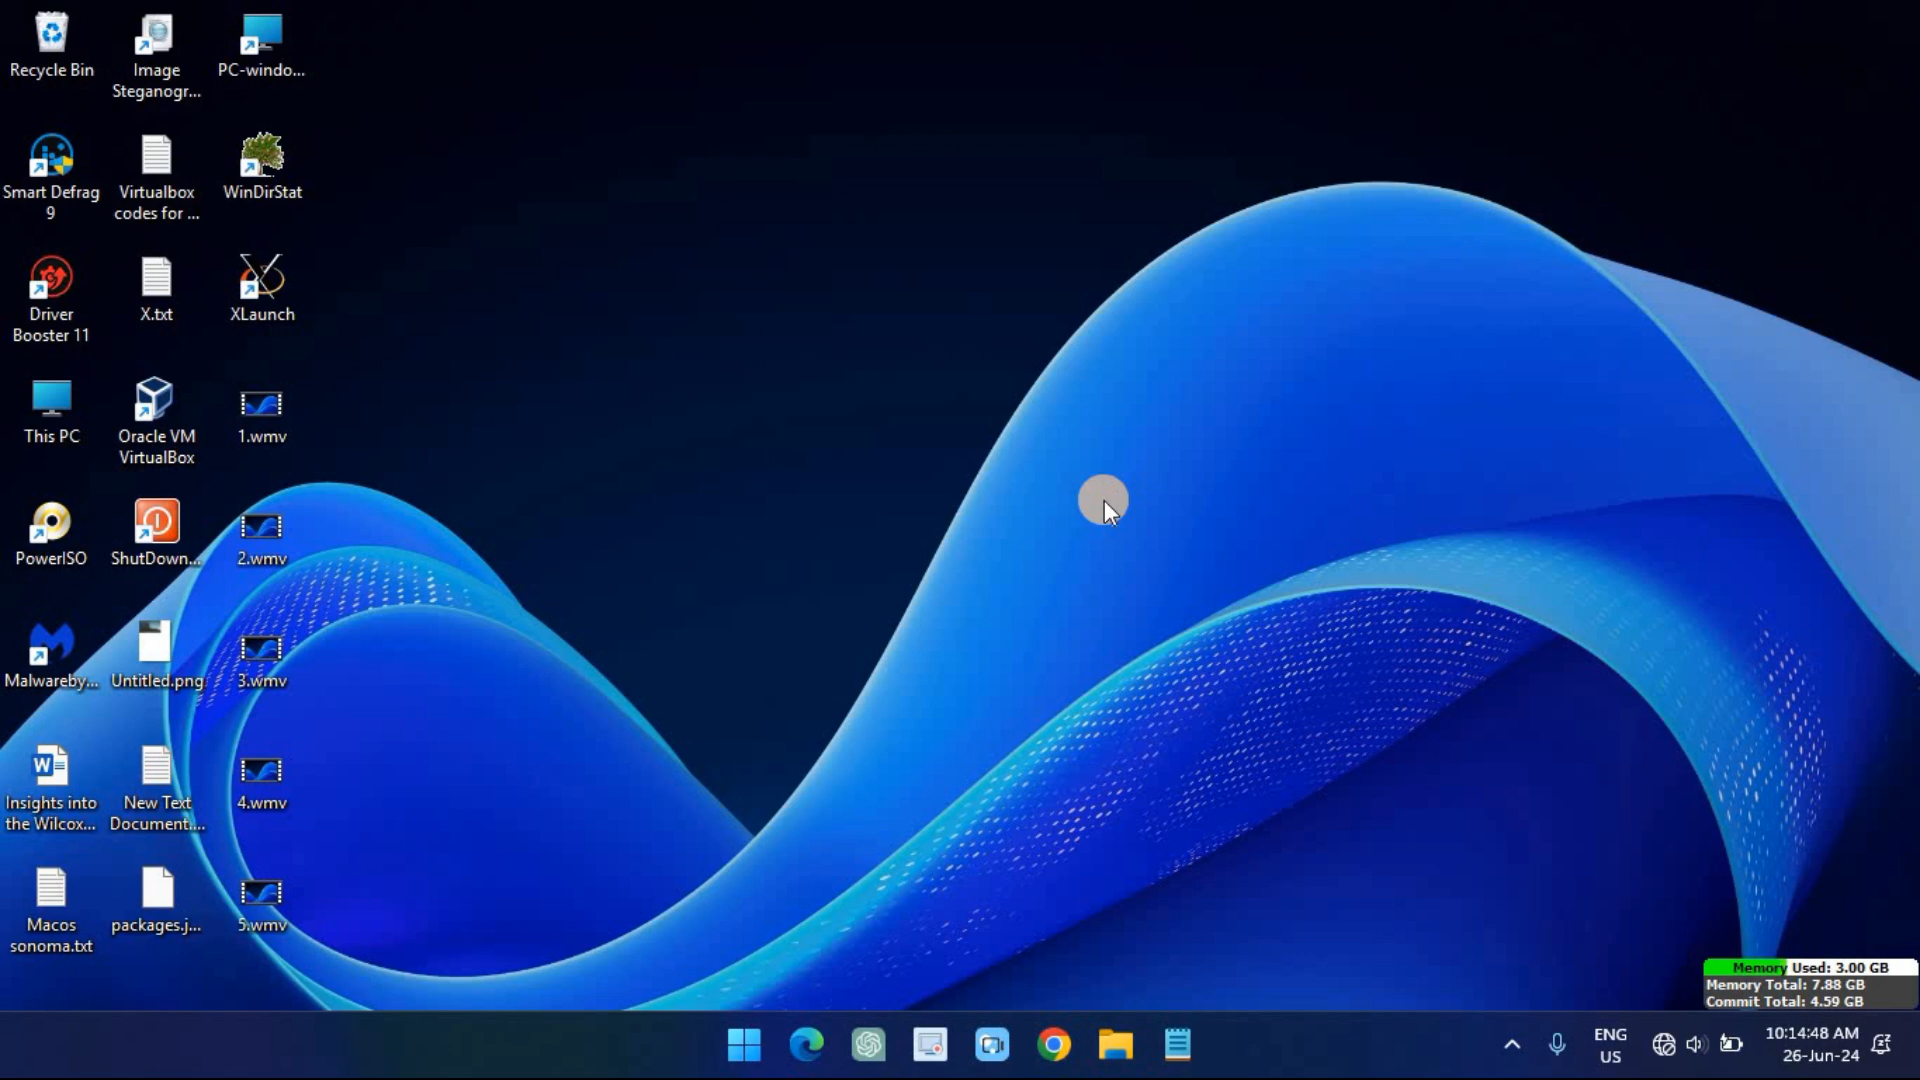 Recycle Bin
Image
Steganogr...
PC-windo...
Smart Defrag
9
Virtualbox
codes for ...
WinDirStat
Driver
Booster 11
X.txt
XLaunch
This PC
Oracle VM
VirtualBox
1.wmv
PowerISO
ShutDown...
2.wmv
Malwareby...
Untitled.png
3.wmv
Insights into
the Wilcox...
New Text
Document....
4.wmv
Macos
sonoma.txt
packages.j...
5.wmv
Memory Used: 3.00 GB
Memory Total: 7.88 GB
Commit Total: 4.59 GB
ENG
US
10:14:48 AM
26-Jun-24